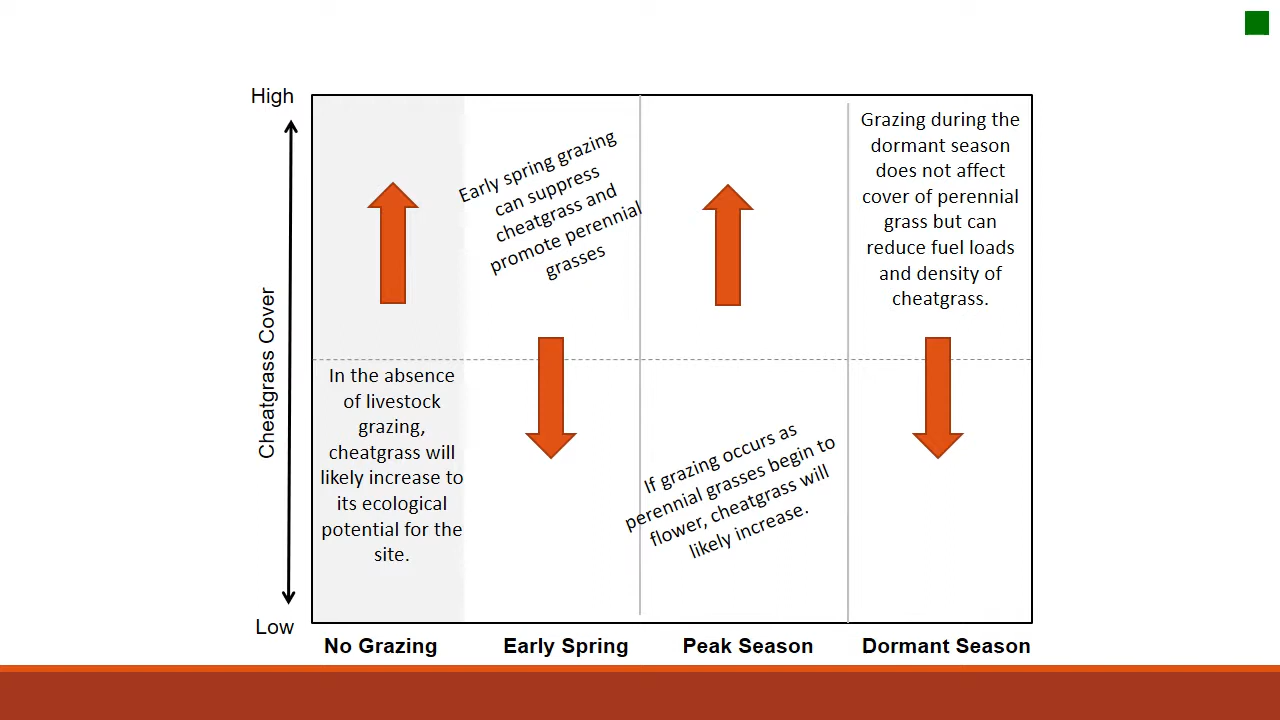 High
Cheatgrass Cover
Low
In the absence
of livestock
grazing,
cheatgrass will
likely increase to
its ecological
potential for the
site.
Early spring grazing
can suppress
cheatgrass and
promote perennial
grasses
If grazing occurs as
perennial grasses begin to
flower, cheatgrass will
likely increase.
Grazing during the
dormant season
does not affect
cover of perennial
grass but can
reduce fuel loads
and density of
cheatgrass.
No Grazing
Early Spring
Peak Season
Dormant Season